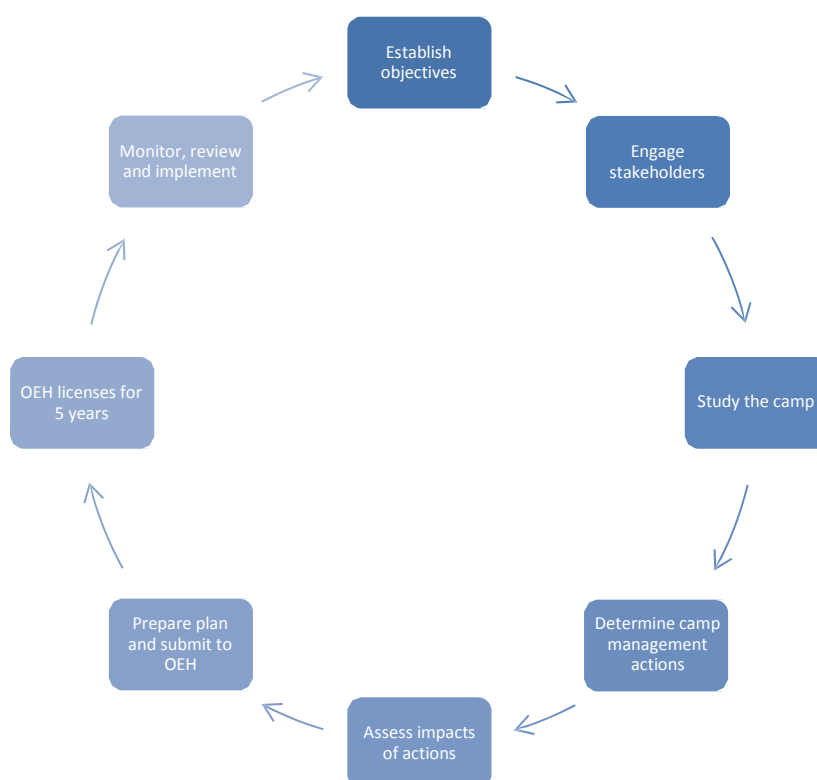 Establish
objectives
Engage
stakeholders
Study the camp
Determine camp
management
actions
Assess impacts
of actions
Prepare plan
and submit to
OEH
OEH licenses for
5 years
Monitor, review
and implement